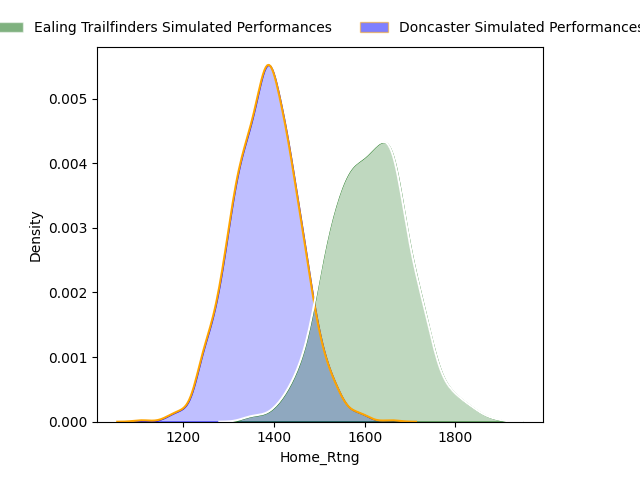 Ealing Trailfinders Simulated Performances
Doncaster Simulated Performances
0.005
0.004
0.003
0.002
0.001
0.000
Density
1200 1400 1600 1800
Home_Rtng